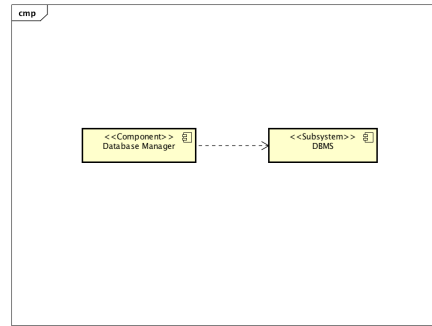 cmp
<<Component>>
Database Manager
<<Subsystem>>
DBMS